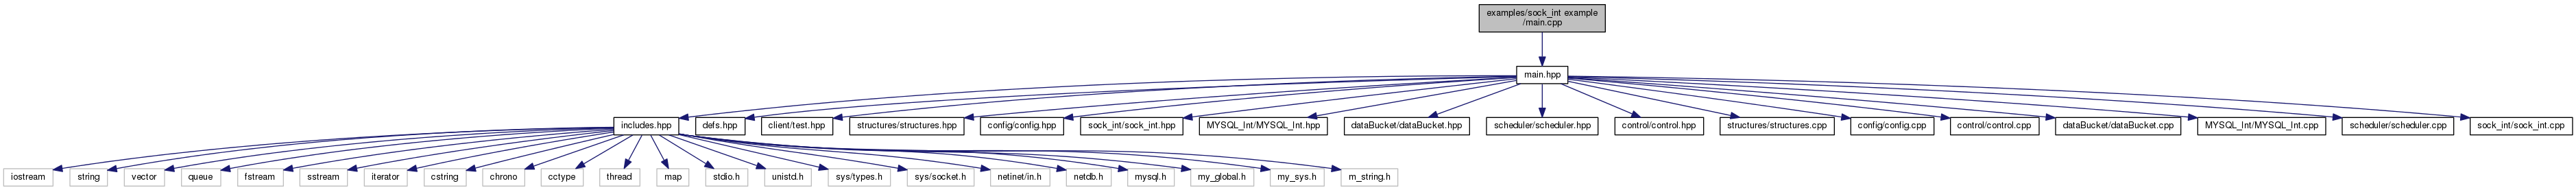 examples/sock_int example
/main.cpp
main.hpp
includes.hpp
defs.hpp
client/test.hpp
structures/structures.hpp
config/config.hpp
sock_int/sock_int.hpp
MYSQL_Int/MYSQL_Int.hpp
dataBucket/dataBucket.hpp
scheduler/scheduler.hpp
control/control.hpp
structures/structures.cpp
config/config.cpp
control/control.cpp
dataBucket/dataBucket.cpp
MYSQL_Int/MYSQL_Int.cpp
scheduler/scheduler.cpp
sock_int/sock_int.cpp
iostream
string
vector
queue
fstream
sstream
iterator
cstring
chrono
cctype
thread
map
stdio.h
unistd.h
sys/types.h
sys/socket.h
netinet/in.h
netdb.h
mysql.h
my_global.h
my_sys.h
m_string.h